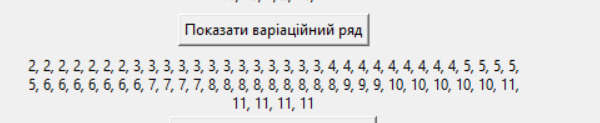 Показати варіаційний ряд
2, 2, 2, 2, 2, 2, 2, 3, 3, 3, 3, 3, 3, 3, 3, 3, 3, 3, 3, 3, 4, 4, 4, 4, 4, 4, 4, 4, 4, 5, 5, 5, 5,
5, 6, 6, 6, 6, 6, 6, 6, 7, 7, 7, 7, 8, 8, 8, 8, 8, 8, 8, 8, 8, 9, 9, 9, 10, 10, 10, 10, 10, 11,
11, 11, 11, 11